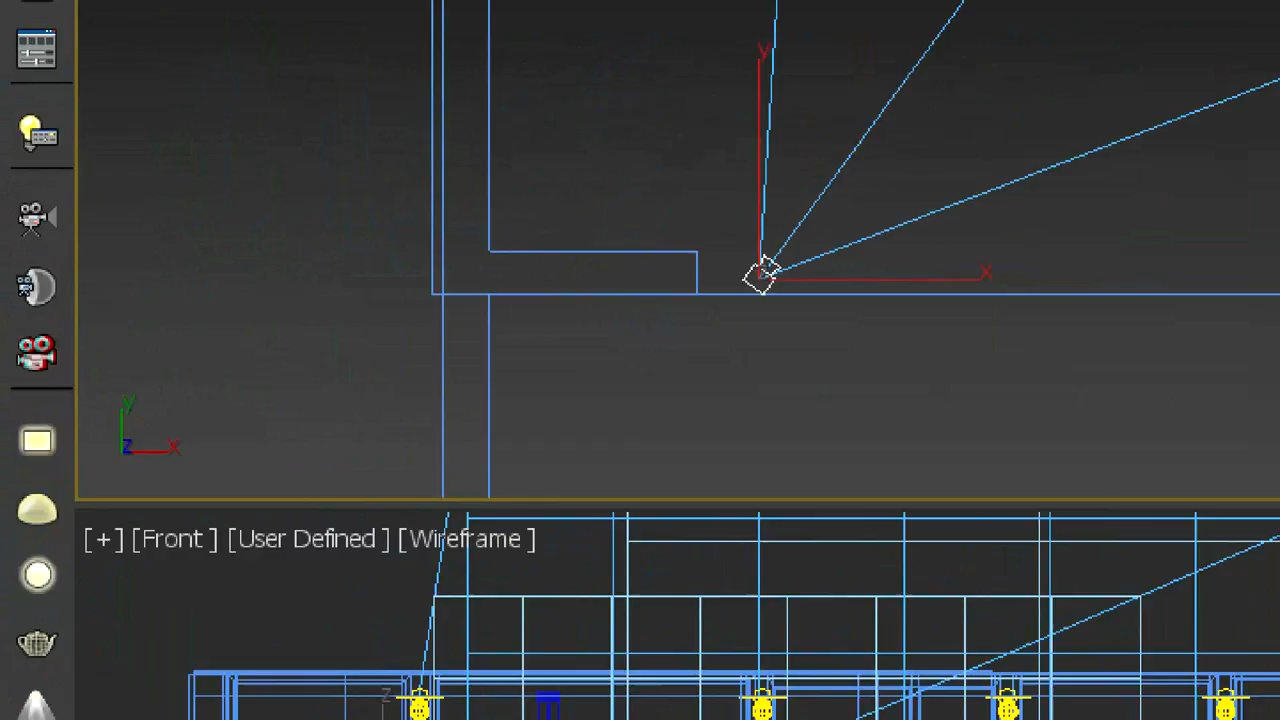 y
x
y
z x
[+] [Front ] [User Defined ] [Wireframe ]
z